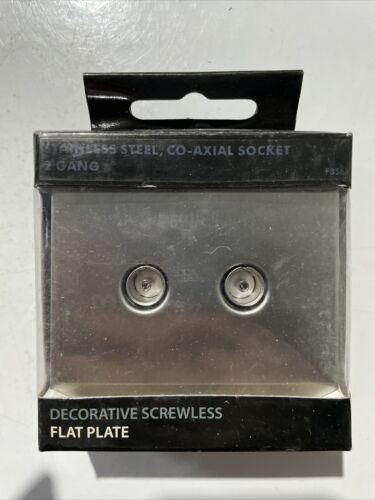 STAINLESS STEEL, CO-AXIAL SOCKET
2 GANG
DECORATIVE SCREWLESS
FLAT PLATE